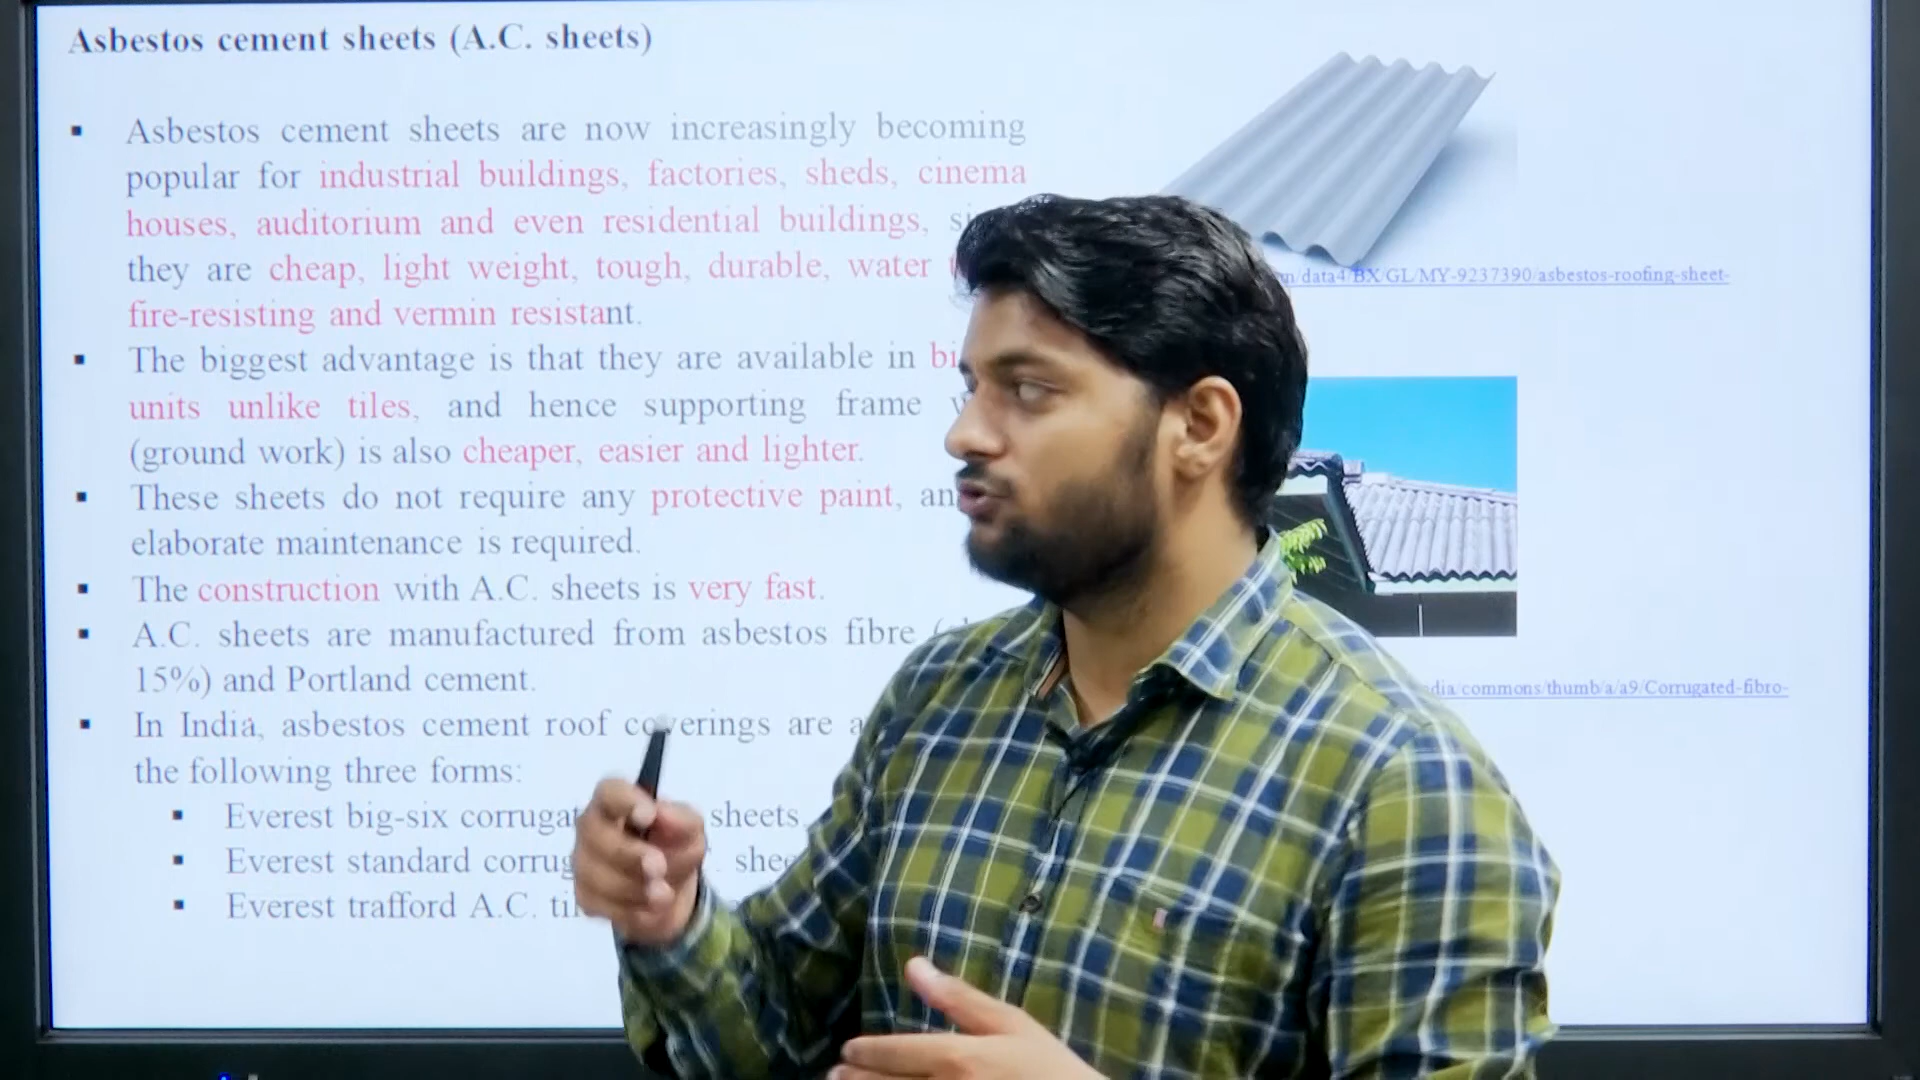 Asbestos cement sheets (A.C. sheets)
▪ Asbestos cement sheets are now increasingly becoming
popular for industrial buildings, factories, sheds, cinema
houses, auditorium and even residential buildings,
they are cheap, light weight, tough, durable, water
fire-resisting and vermin resistant.
▪ The biggest advantage is that they are available in
units unlike tiles, and hence supporting frame
(ground work) is also cheaper, easier and lighter.
▪ These sheets do not require any protective paint,
elaborate maintenance is required.
▪ The construction with A.C. sheets is very fast.
▪ A.C. sheets are manufactured from asbestos fibre
15%) and Portland cement.
▪ In India, asbestos cement roof coverings are
the following three forms:
▪ Everest big-six sheets
▪ Everest standard
▪ Everest trafford A.C.
/data4/BX/GL/MY-9237390/asbestos-roofing-sheet-
/commons/thumb/a/a9/Corrugated-fibro-